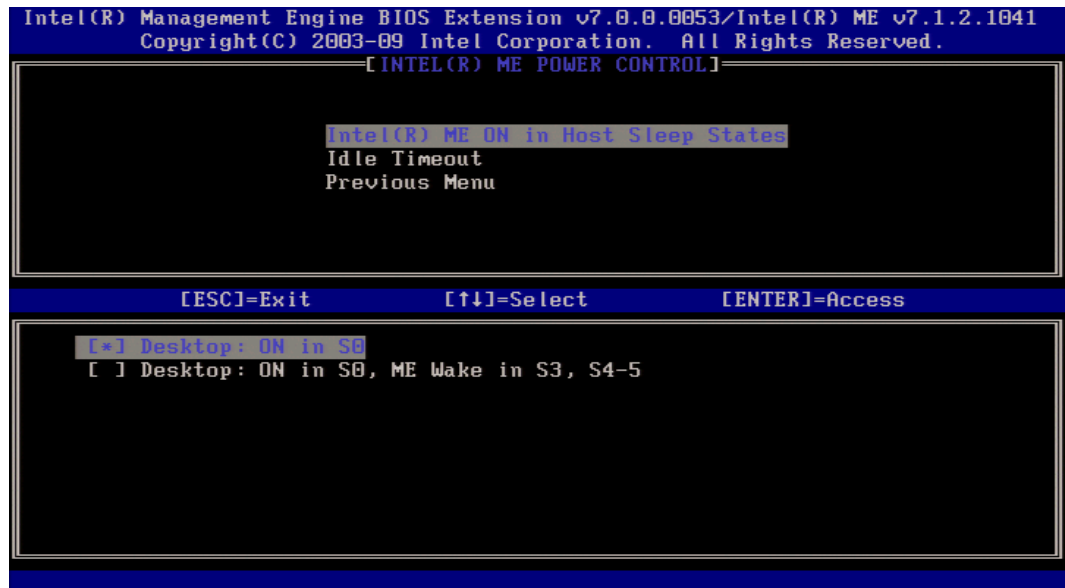 Intel(R) Management Engine BIOS Extension v7.0.0.0053/Intel(R) ME v7.1.2.1041
Copyright(C) 2003-09 Intel Corporation. All Rights Reserved.
[INTEL(R) ME POWER CONTROL]
Intel(R) ME ON in Host Sleep States
Idle Timeout
Previous Menu
[ESC]=Exit [↑↓]=Select [ENTER]=Access
[*] Desktop: ON in S0
[ ] Desktop: ON in S0, ME Wake in S3, S4-5